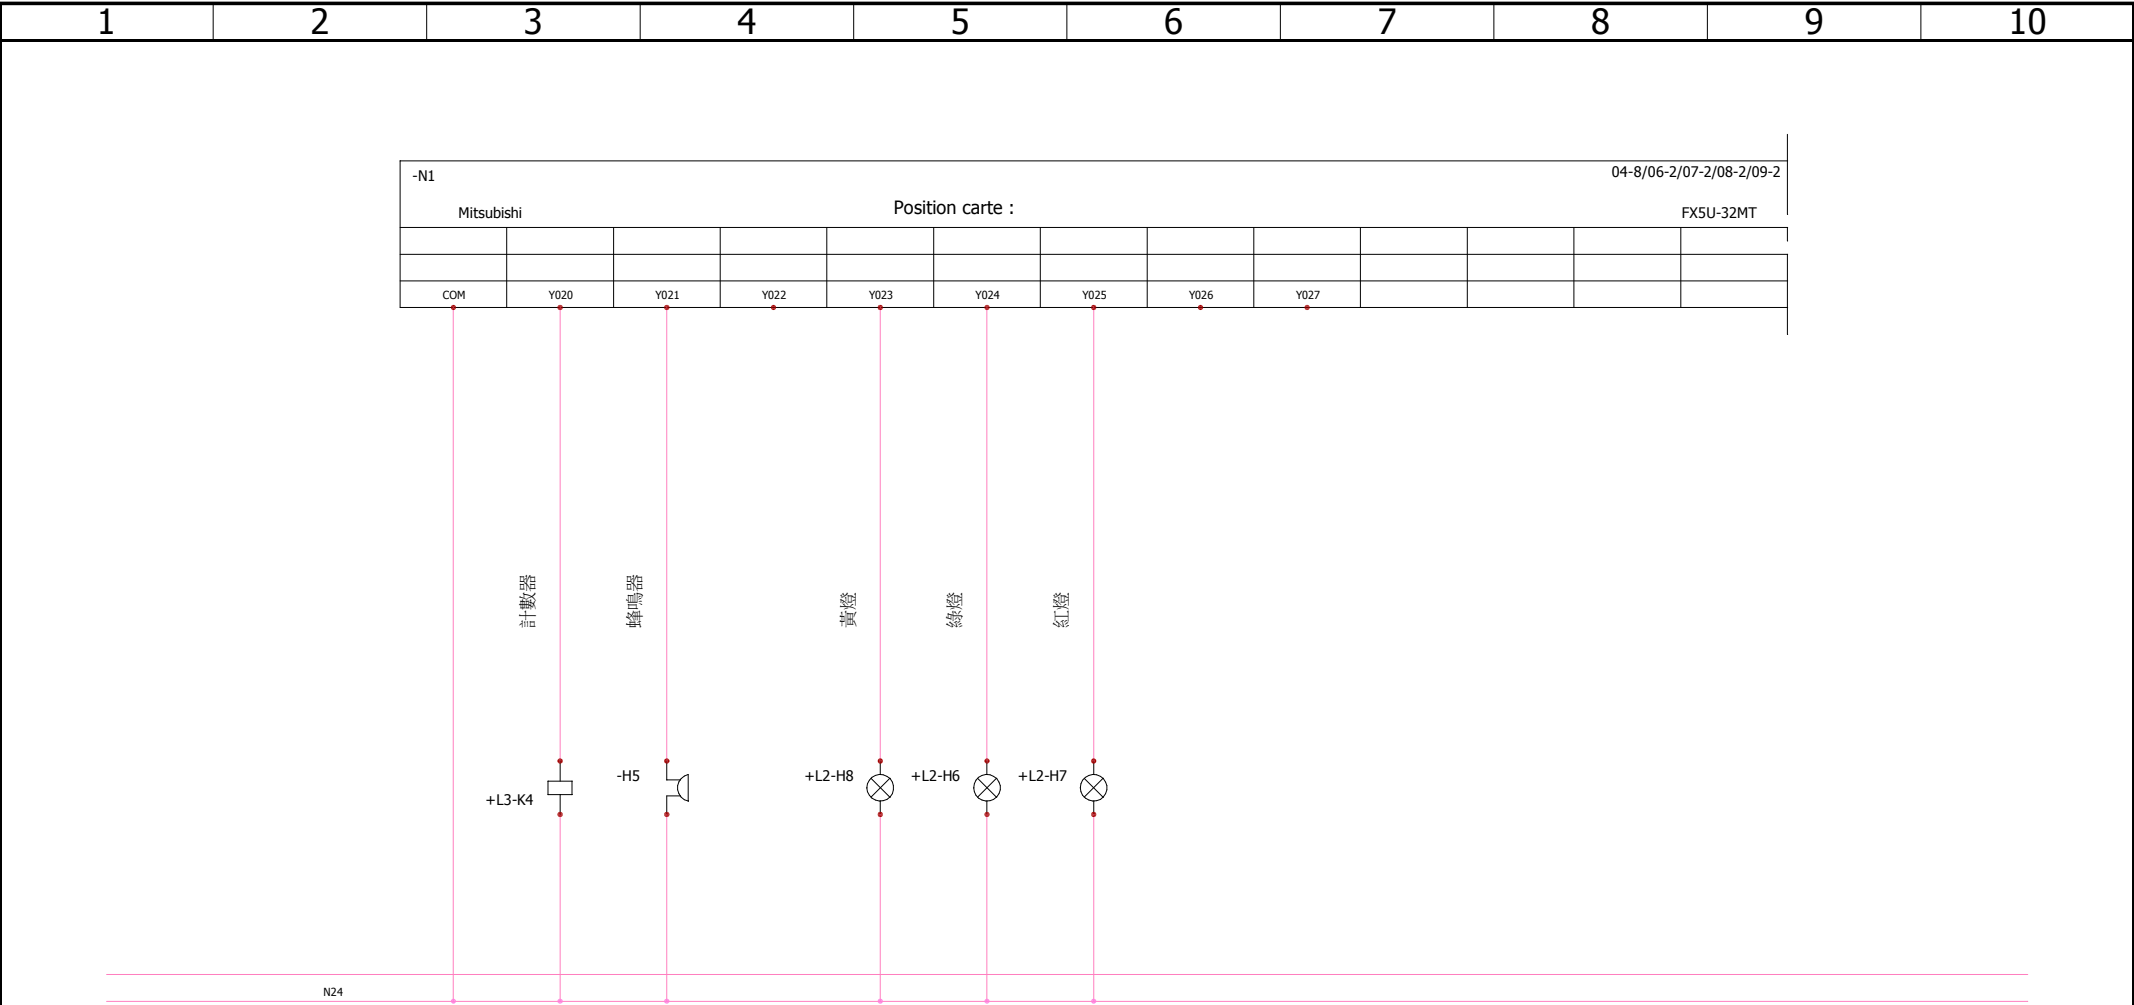 1 2 3 4 5 6 7 8 9 10
-N1 04-8/06-2/07-2/08-2/09-2
Mitsubishi Position carte : FX5U-32MT
COM Y020 Y021 Y022 Y023 Y024 Y025 Y026 Y027
計數器
蜂鳴器
黃燈
綠燈
紅燈
+L3-K4
-H5
+L2-H8
+L2-H6
+L2-H7
N24